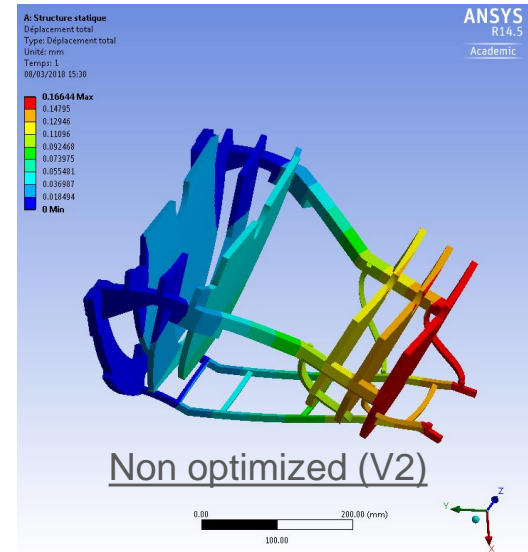 A: Structure statique
Déplacement total
Type: Déplacement total
Unité: mm
Temps: 1
08/03/2018 15:30
ANSYS
R14.5
Academic
0.16644 Max
0.14795
0.12946
0.11096
0.092468
0.073975
0.055481
0.036987
0.018494
0 Min
Non optimized (V2)
0.00
200.00 (mm)
100.00
Z
Y
X